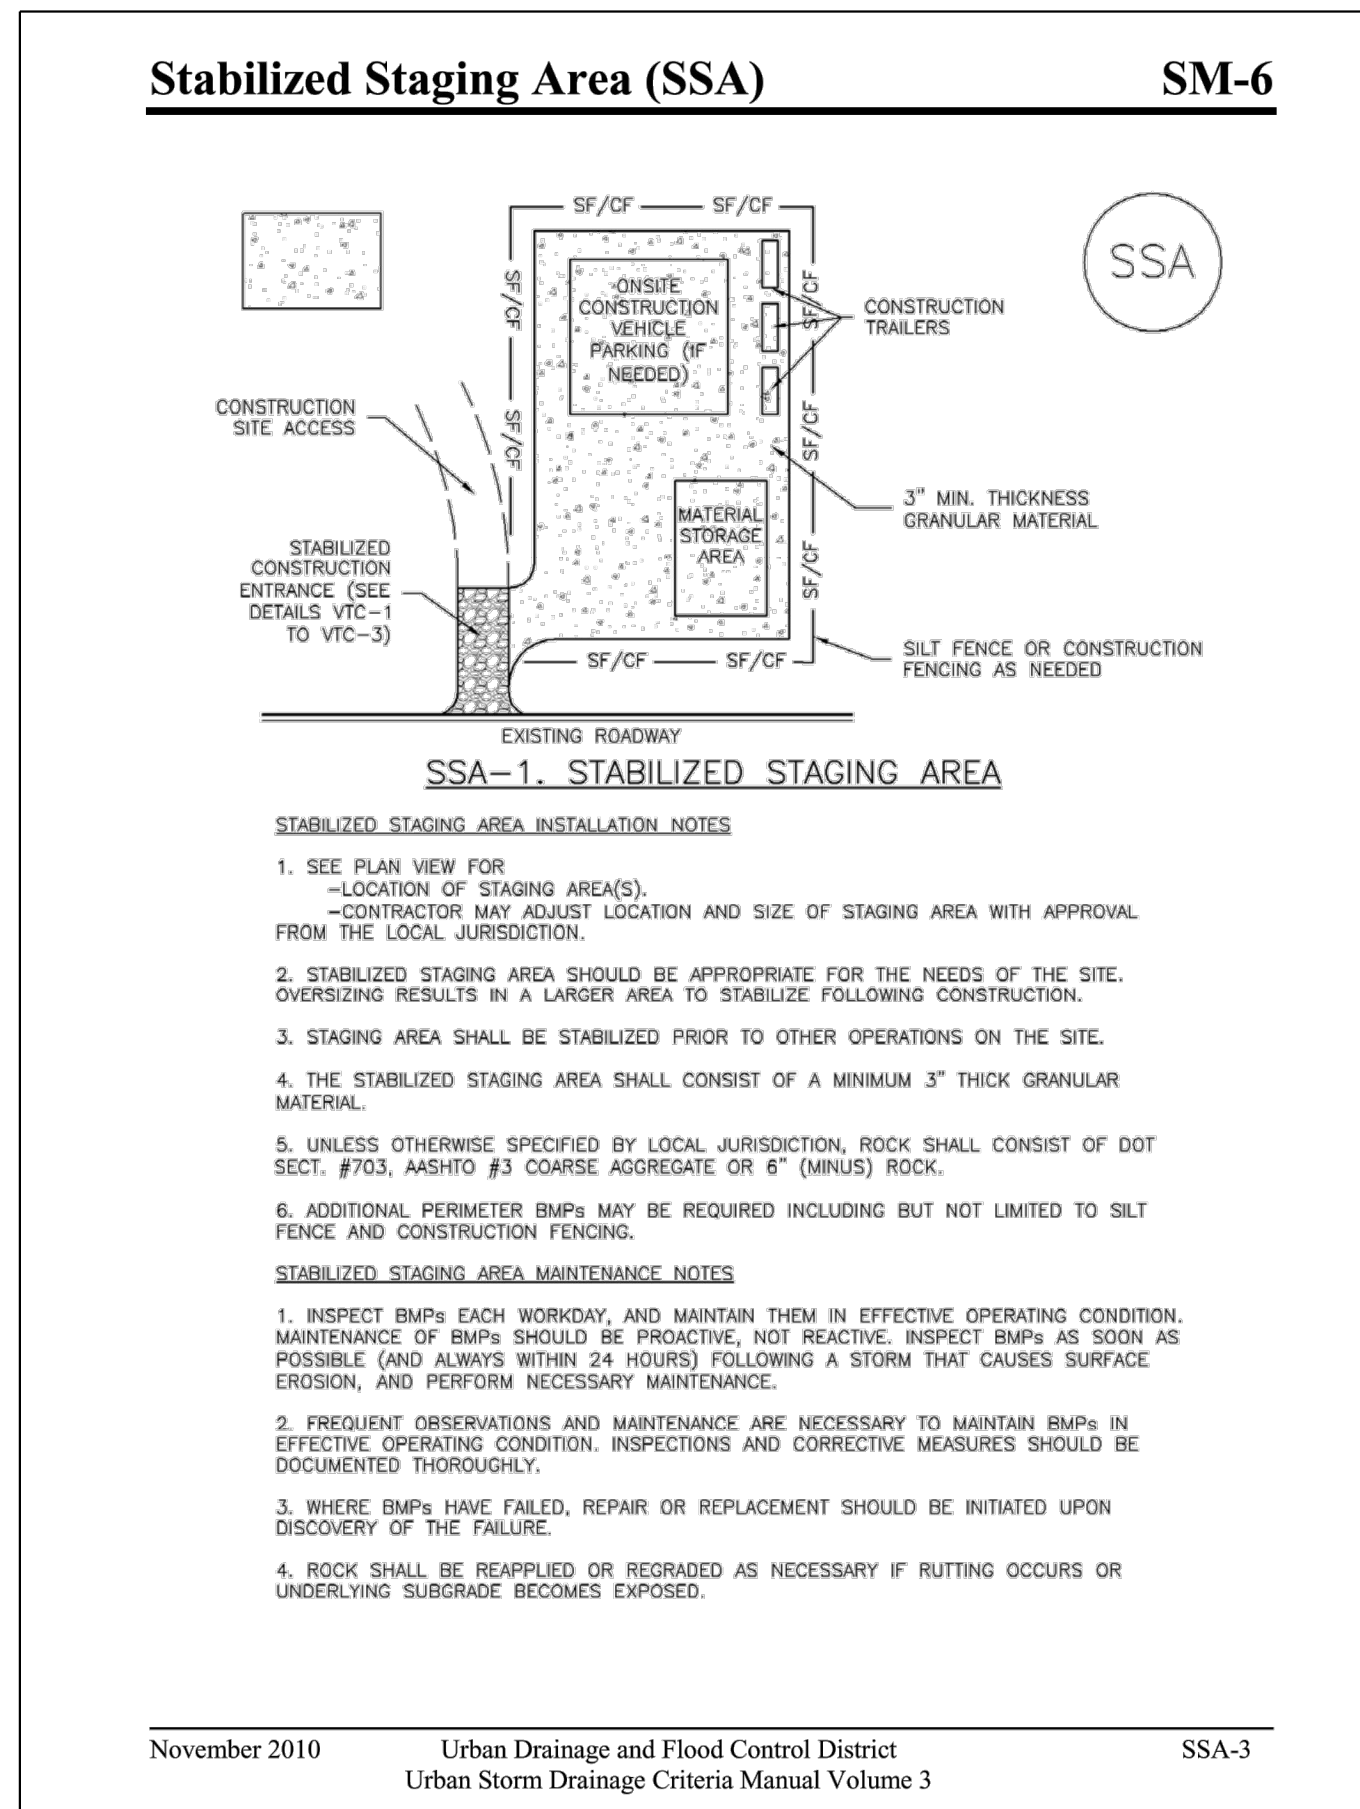 Stabilized Staging Area (SSA) SM-6
SF/CF SF/CF
SSA
SF/CF
SF/CF
ONSITE
CONSTRUCTION
VEHICLE
PARKING (IF
NEEDED)
SF/CF
CONSTRUCTION
TRAILERS
CONSTRUCTION
SITE ACCESS
SF/CF
3" MIN. THICKNESS
GRANULAR MATERIAL
MATERIAL
STORAGE
AREA
SF/CF
STABILIZED
CONSTRUCTION
ENTRANCE (SEE
DETAILS VTC-1
TO VTC-3)
SF/CF SF/CF
SILT FENCE OR CONSTRUCTION
FENCING AS NEEDED
EXISTING ROADWAY
SSA-1. STABILIZED STAGING AREA
STABILIZED STAGING AREA INSTALLATION NOTES
1. SEE PLAN VIEW FOR
-LOCATION OF STAGING AREA(S).
-CONTRACTOR MAY ADJUST LOCATION AND SIZE OF STAGING AREA WITH APPROVAL
FROM THE LOCAL JURISDICTION.
2. STABILIZED STAGING AREA SHOULD BE APPROPRIATE FOR THE NEEDS OF THE SITE.
OVERSIZING RESULTS IN A LARGER AREA TO STABILIZE FOLLOWING CONSTRUCTION.
3. STAGING AREA SHALL BE STABILIZED PRIOR TO OTHER OPERATIONS ON THE SITE.
4. THE STABILIZED STAGING AREA SHALL CONSIST OF A MINIMUM 3" THICK GRANULAR
MATERIAL.
5. UNLESS OTHERWISE SPECIFIED BY LOCAL JURISDICTION, ROCK SHALL CONSIST OF DOT
SECT. #703, AASHTO #3 COARSE AGGREGATE OR 6" (MINUS) ROCK.
6. ADDITIONAL PERIMETER BMPs MAY BE REQUIRED INCLUDING BUT NOT LIMITED TO SILT
FENCE AND CONSTRUCTION FENCING.
STABILIZED STAGING AREA MAINTENANCE NOTES
1. INSPECT BMPs EACH WORKDAY, AND MAINTAIN THEM IN EFFECTIVE OPERATING CONDITION.
MAINTENANCE OF BMPs SHOULD BE PROACTIVE, NOT REACTIVE. INSPECT BMPs AS SOON AS
POSSIBLE (AND ALWAYS WITHIN 24 HOURS) FOLLOWING A STORM THAT CAUSES SURFACE
EROSION, AND PERFORM NECESSARY MAINTENANCE.
2. FREQUENT OBSERVATIONS AND MAINTENANCE ARE NECESSARY TO MAINTAIN BMPs IN
EFFECTIVE OPERATING CONDITION. INSPECTIONS AND CORRECTIVE MEASURES SHOULD BE
DOCUMENTED THOROUGHLY.
3. WHERE BMPs HAVE FAILED, REPAIR OR REPLACEMENT SHOULD BE INITIATED UPON
DISCOVERY OF THE FAILURE.
4. ROCK SHALL BE REAPPLIED OR REGRADED AS NECESSARY IF RUTTING OCCURS OR
UNDERLYING SUBGRADE BECOMES EXPOSED.
November 2010 Urban Drainage and Flood Control District SSA-3
Urban Storm Drainage Criteria Manual Volume 3